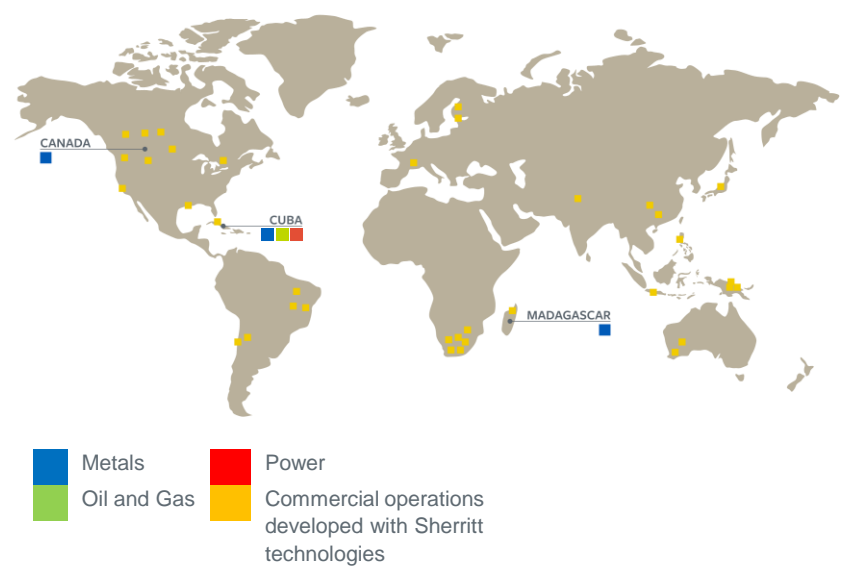 CANADA
CUBA
MADAGASCAR
Metals
Power
Oil and Gas
Commercial operations
developed with Sherritt
technologies